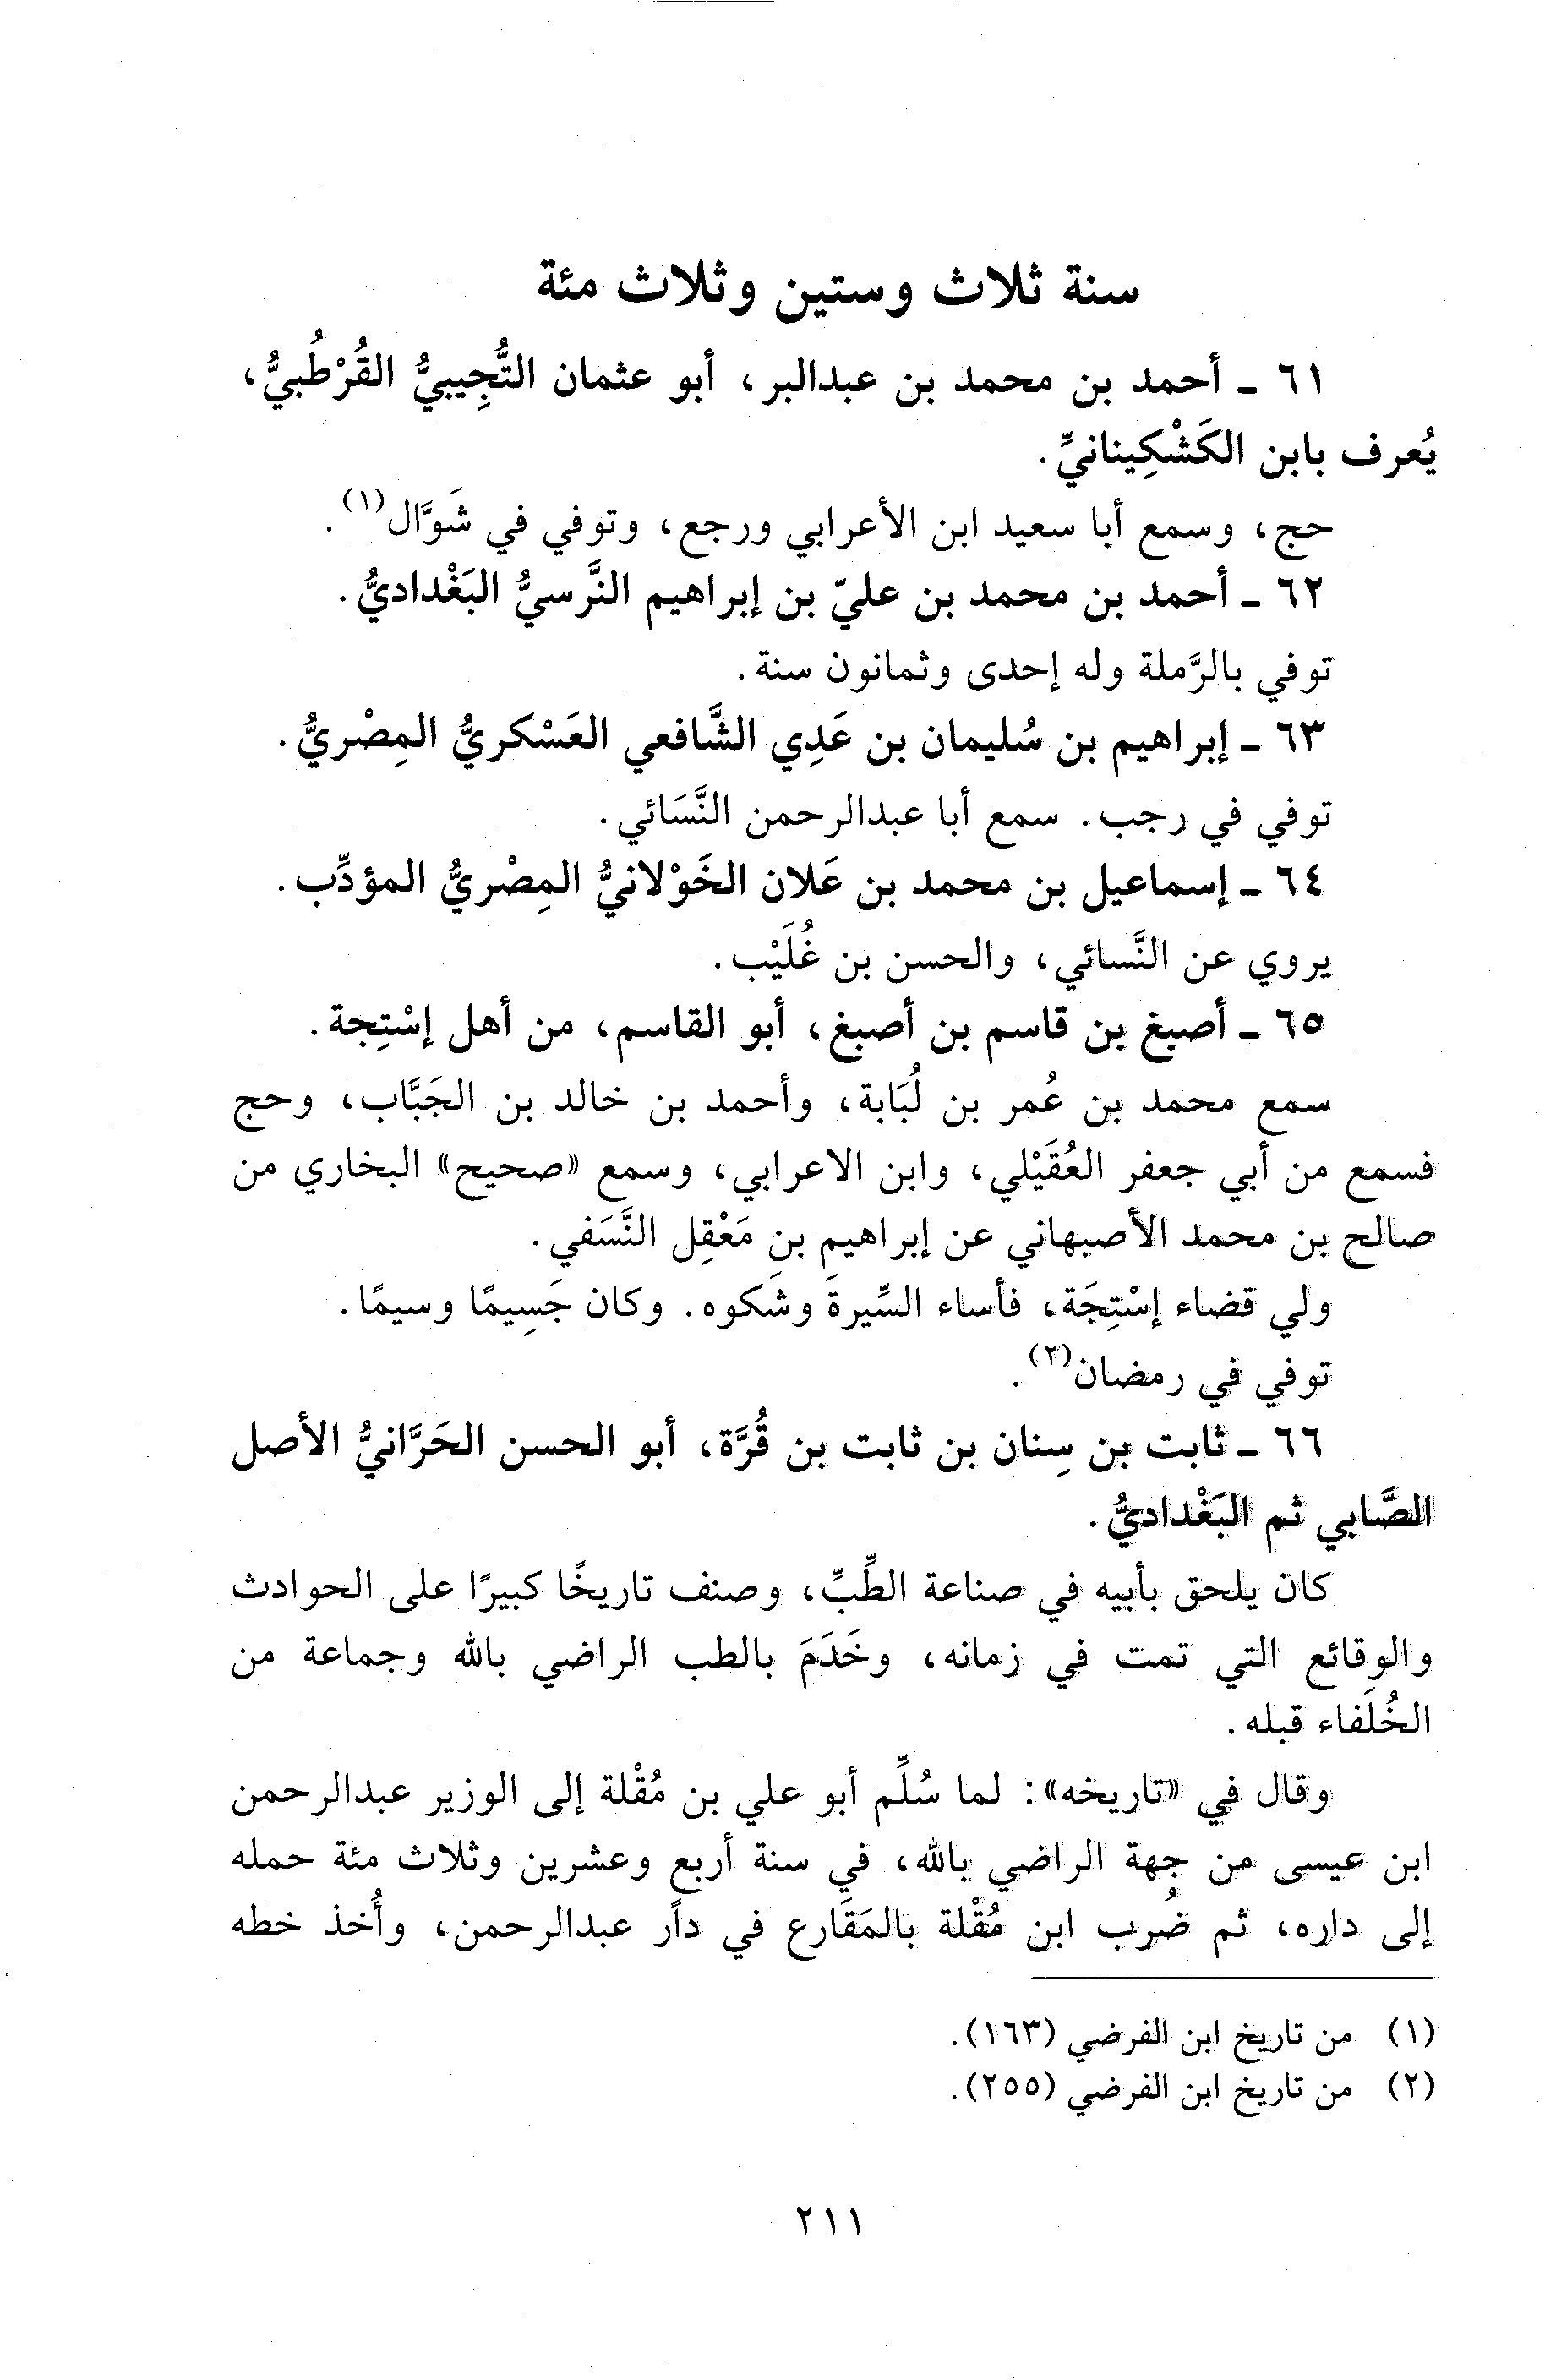 سنة ثلاث وستين وثلاث مئة
٦١ ـ أحمد بن محمد بن عبدالبر، أبو عثمان التُّجِيبيُّ القُرْطُبيُّ،
يُعرف بابن الكَشْكِينانيِّ.
حج، وسمع أبا سعيد ابن الأعرابي ورجع، وتوفي في شَوَّال(١).
٦٢ ـ أحمد بن محمد بن عليّ بن إبراهيم النَّرسيُّ البَغْداديُّ.
توفي بالرَّملة وله إحدى وثمانون سنة.
٦٣ ـ إبراهيم بن سُليمان بن عَدِي الشَّافعي العَسْكريُّ المِصْريُّ.
توفي في رجب. سمع أبا عبدالرحمن النَّسَائي.
٦٤ ـ إسماعيل بن محمد بن عَلان الخَوْلانيُّ المِصْريُّ المؤدِّب.
يروي عن النَّسائي، والحسن بن غُلَيْب.
٦٥ ـ أصبغ بن قاسم بن أصبغ، أبو القاسم، من أهل إسْتِجة.
سمع محمد بن عُمر بن لُبَابة، وأحمد بن خالد بن الجَبَّاب، وحج
فسمع من أبي جعفر العُقَيْلي، وابن الاعرابي، وسمع «صحيح» البخاري من
صالح بن محمد الأصبهاني عن إبراهيم بن مَعْقِل النَّسَفي.
ولي قضاء إسْتِجَة، فأساء السِّيرةَ وشَكوه. وكان جَسِيمًا وسيمًا.
توفي في رمضان(٢).
٦٦ ـ ثابت بن سِنان بن ثابت بن قُرَّة، أبو الحسن الحَرَّانيُّ الأصل
الصَّابي ثم البَغْداديُّ.
كان يلحق بأبيه في صناعة الطِّبِّ، وصنف تاريخًا كبيرًا على الحوادث
والوقائع التي تمت في زمانه، وخَدَمَ بالطب الراضي بالله وجماعة من
الخُلَفاء قبله.
وقال في «تاريخه»: لما سُلِّم أبو علي بن مُقْلة إلى الوزير عبدالرحمن
ابن عيسى من جهة الراضي بالله، في سنة أربع وعشرين وثلاث مئة حمله
إلى داره، ثم ضُرب ابن مُقْلة بالمَقَارع في دار عبدالرحمن، وأُخذ خطه
(١) من تاريخ ابن الفرضي (١٦٣).
(٢) من تاريخ ابن الفرضي (٢٥٥).
٢١١